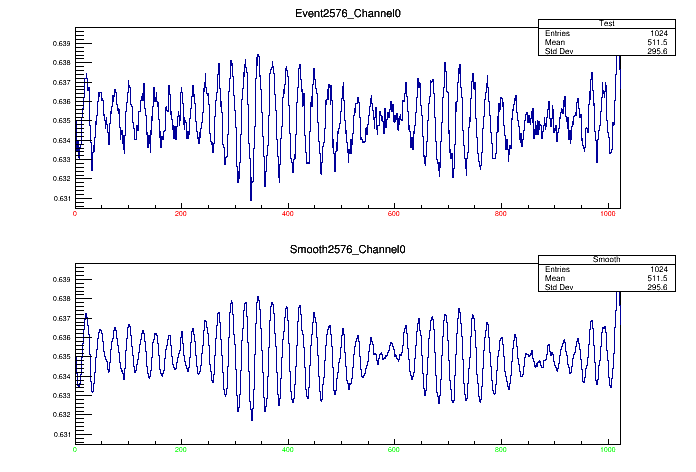 Event2576_Channel0
Test
Entries 1024
Mean 511.5
Std Dev 295.6
0.639
0.638
0.637
0.636
0.635
0.634
0.633
0.632
0.631
0 200 400 600 800 1000
Smooth2576_Channel0
Smooth
Entries 1024
Mean 511.5
Std Dev 295.6
0.639
0.638
0.637
0.636
0.635
0.634
0.633
0.632
0.631
0 200 400 600 800 1000